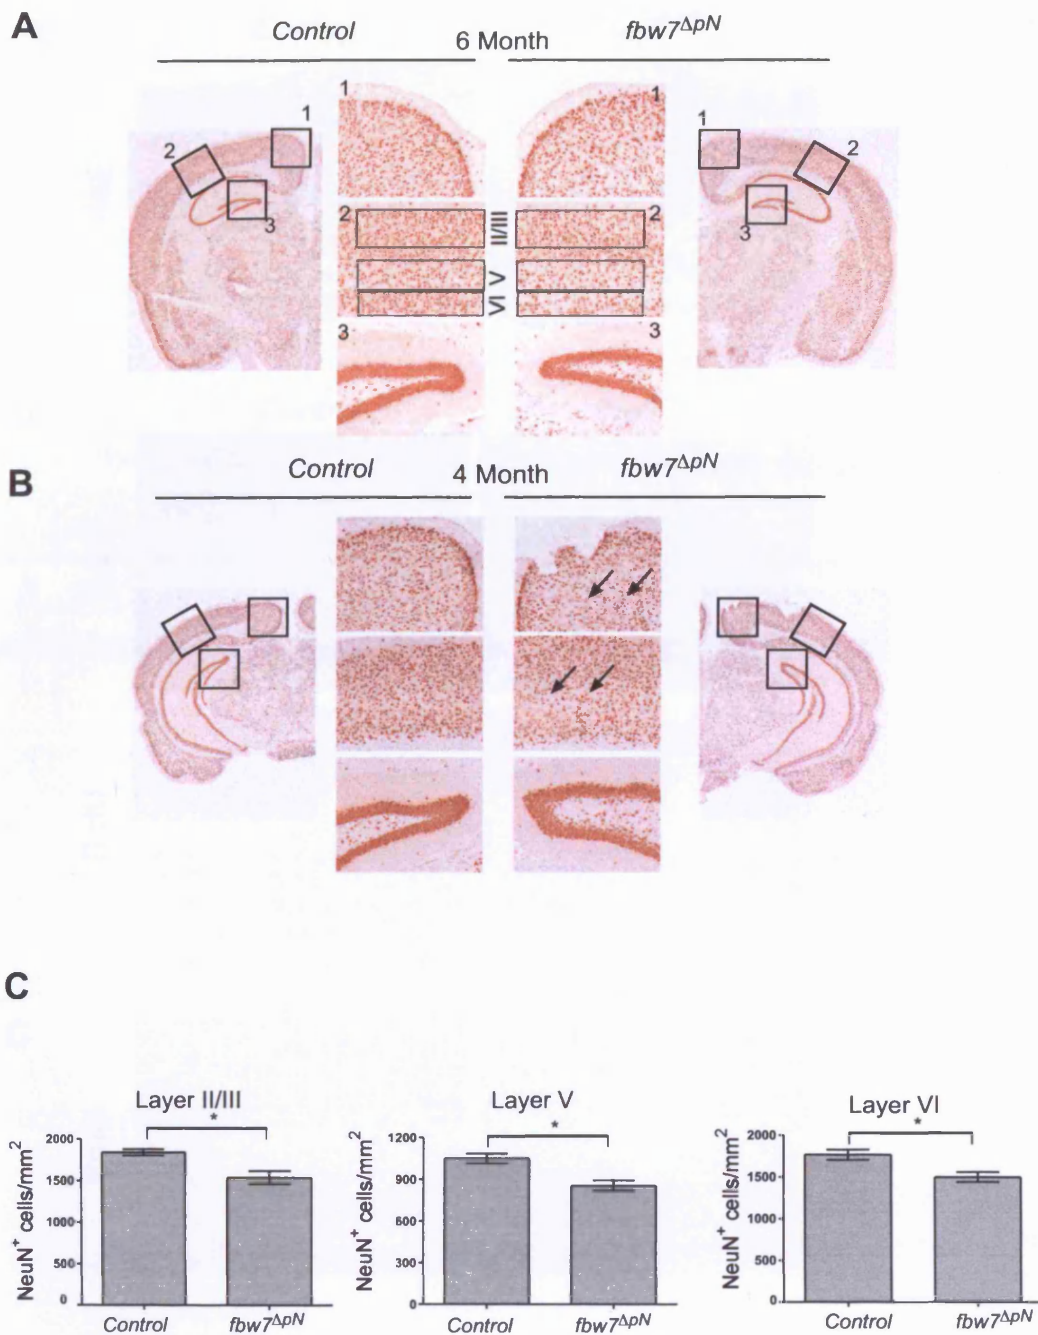 A
Control 6 Month fbw7ΔpN
1 1
1 1
2 2
2 II/III 2
3 V 3
VI
3 3
B
Control 4 Month fbw7ΔpN
C
Layer II/III
*
NeuN+ cells/mm2
2000
1500
1000
500
0
Control fbw7ΔpN
Layer V
*
NeuN+ cells/mm2
1200
900
600
300
0
Control fbw7ΔpN
Layer VI
*
NeuN+ cells/mm2
2000
1500
1000
500
0
Control fbw7ΔpN